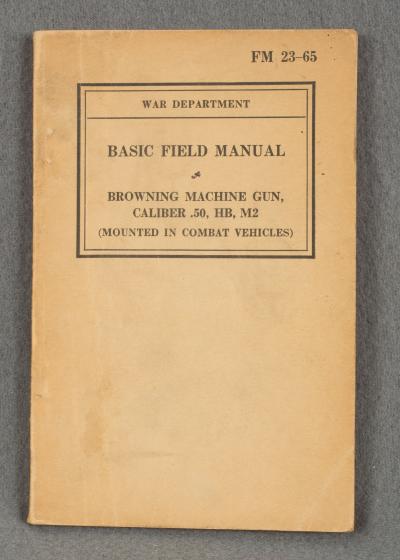 FM 23–65
WAR DEPARTMENT
BASIC FIELD MANUAL
BROWNING MACHINE GUN,
CALIBER .50, HB, M2
(MOUNTED IN COMBAT VEHICLES)